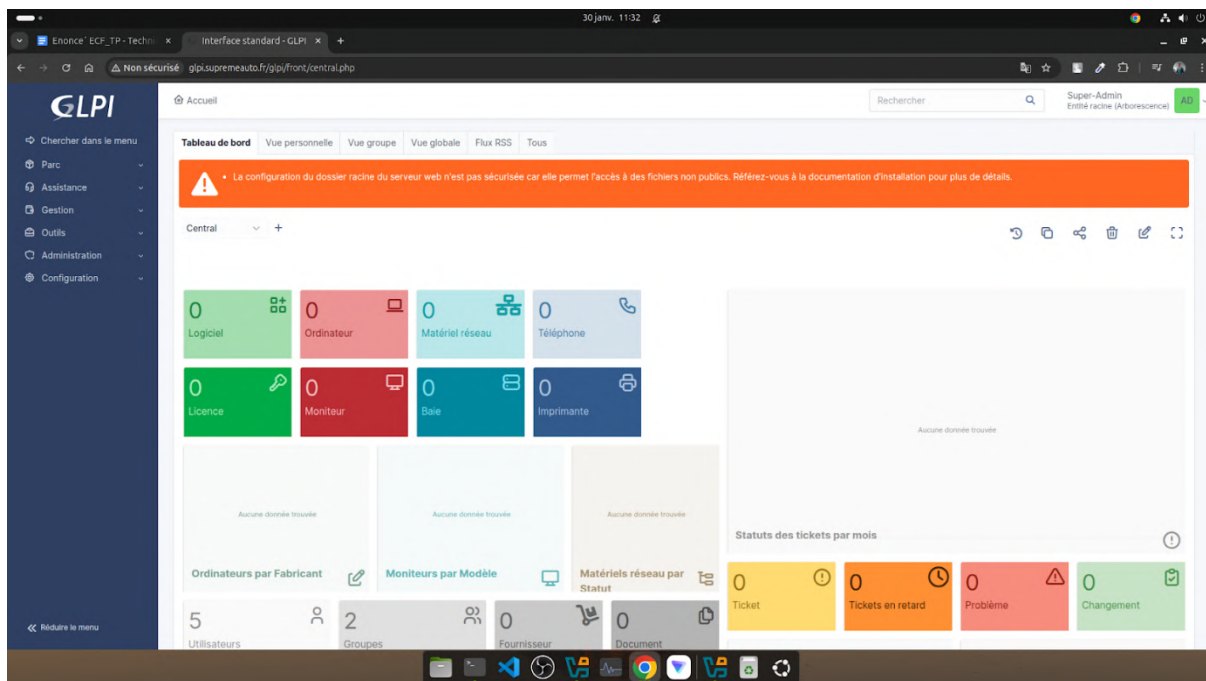 30 janv. 11:32
Enonce` ECF_TP - Techni
Interface standard - GLPI
Non sécurisé glpi.supremeauto.fr/glpi/front/central.php
GLPI
Accueil
Rechercher
Super-Admin
Entité racine (Arborescence)
AD
Chercher dans le menu
Parc
Assistance
Gestion
Outils
Administration
Configuration
Réduire le menu
Tableau de bord Vue personnelle Vue groupe Vue globale Flux RSS Tous
La configuration du dossier racine du serveur web n'est pas sécurisée car elle permet l'accès à des fichiers non publics. Référez-vous à la documentation d'installation pour plus de détails.
Central
0
Logiciel
0
Ordinateur
0
Matériel réseau
0
Téléphone
0
Licence
0
Moniteur
0
Baie
0
Imprimante
Aucune donnée trouvée
Ordinateurs par Fabricant
Aucune donnée trouvée
Moniteurs par Modèle
Aucune donnée trouvée
Matériels réseau par
Statut
Aucune donnée trouvée
Statuts des tickets par mois
0
Ticket
0
Tickets en retard
0
Problème
0
Changement
5
Utilisateurs
2
Groupes
0
Fournisseur
0
Document